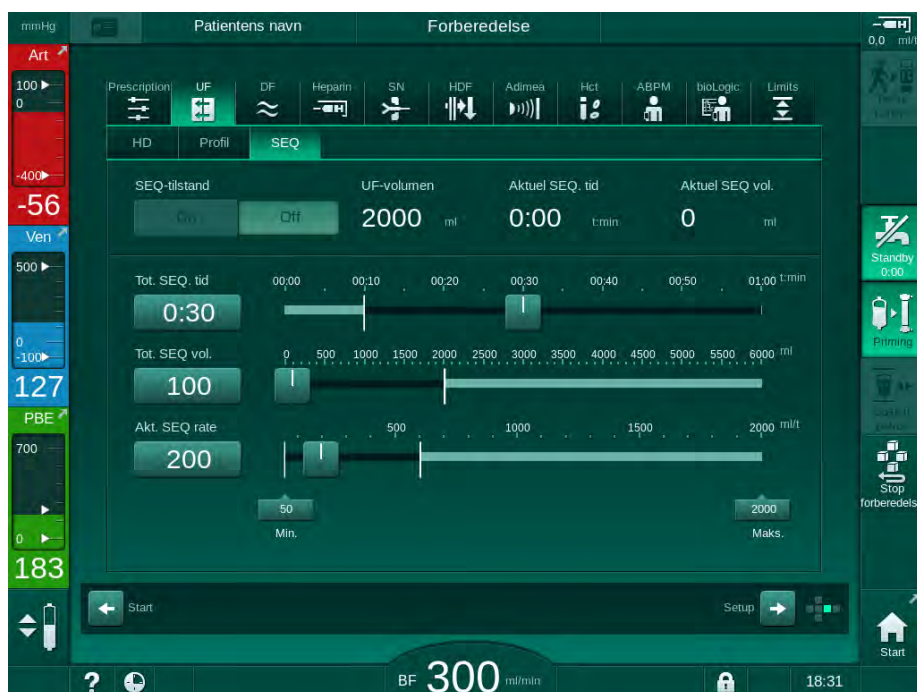 mmHg Patientens navn Forberedelse
0,0 ml/t
Art
100
0
-400
-56
Ven
500
0
-100
127
PBE
700
0
183
Prescription UF DF Heparin SN HDF Adimea Hct ABPM bioLogic Limits
HD Profil SEQ
SEQ-tilstand UF-volumen Aktuel SEQ. tid Aktuel SEQ vol.
On Off 2000 ml 0:00 t:min 0 ml
Tot. SEQ. tid 00:00 00:10 00:20 00:30 00:40 00:50 01:00 t:min
0:30
Tot. SEQ vol. 0 500 1000 1500 2000 2500 3000 3500 4000 4500 5000 5500 6000 ml
100
Akt. SEQ rate 500 1000 1500 2000 ml/t
200
50 2000
Min. Maks.
Start Setup
Standby
0:00
Priming
Stop
forberedels
Start
? BF 300 ml/min 18:31